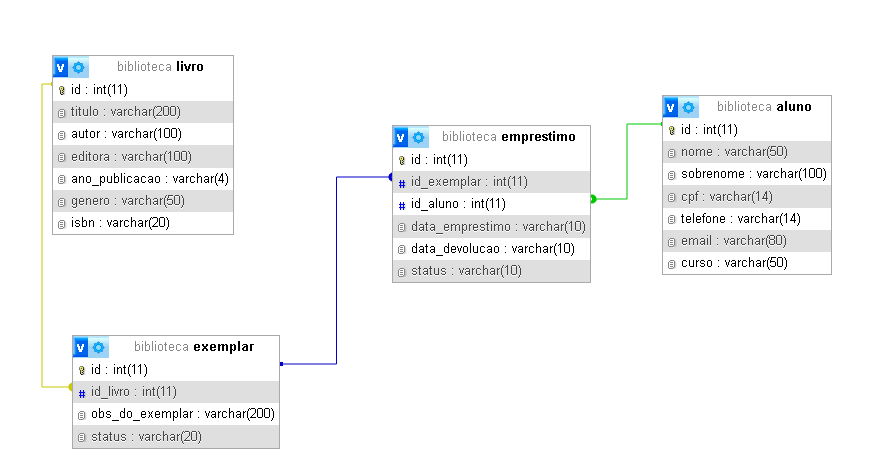 biblioteca livro
id : int(11)
titulo : varchar(200)
autor : varchar(100)
editora : varchar(100)
ano_publicacao : varchar(4)
genero : varchar(50)
isbn : varchar(20)
biblioteca emprestimo
id : int(11)
id_exemplar : int(11)
id_aluno : int(11)
data_emprestimo : varchar(10)
data_devolucao : varchar(10)
status : varchar(10)
biblioteca aluno
id : int(11)
nome : varchar(50)
sobrenome : varchar(100)
cpf : varchar(14)
telefone : varchar(14)
email : varchar(80)
curso : varchar(50)
biblioteca exemplar
id : int(11)
id_livro : int(11)
obs_do_exemplar : varchar(200)
status : varchar(20)